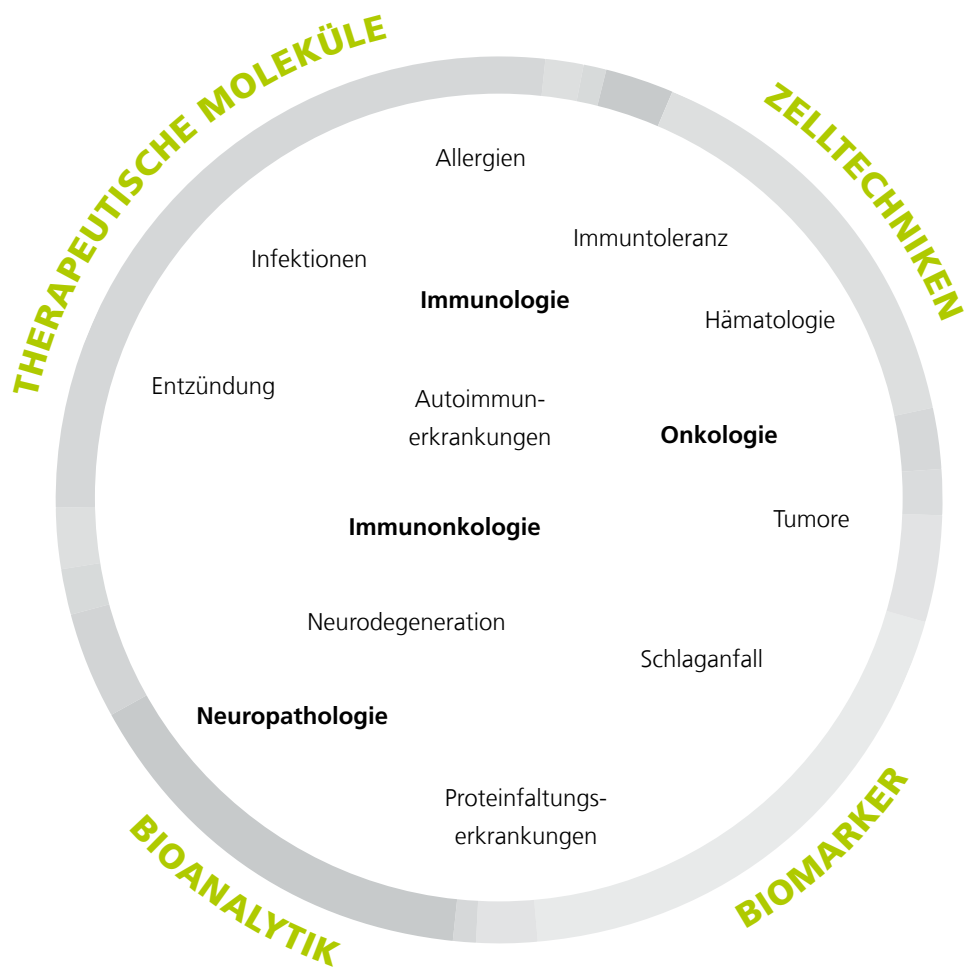 THERAPEUTISCHE MOLEKÜLE
ZELLTECHNIKEN
Allergien
Immuntoleranz
Infektionen
Immunologie
Hämatologie
Entzündung
Autoimmun-
erkrankungen
Onkologie
Immunonkologie
Tumore
Neurodegeneration
Schlaganfall
Neuropathologie
Proteinfaltungs-
erkrankungen
BIOANALYTIK
BIOMARKER